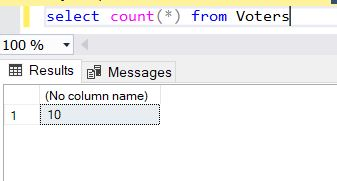 select count(*) from Voters
100 %
Results Messages
(No column name)
1 10